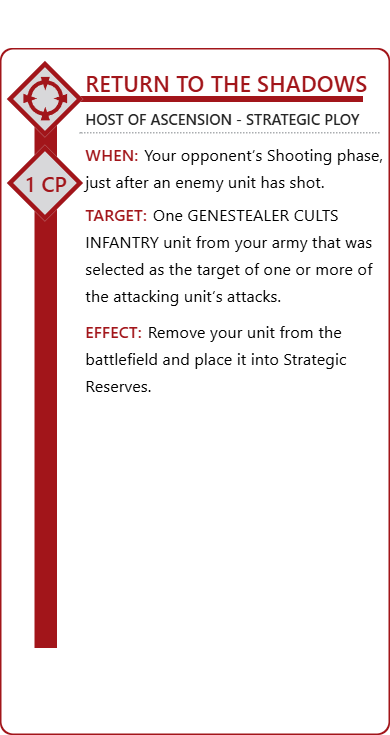 RETURN TO THE SHADOWS
HOST OF ASCENSION - STRATEGIC PLOY
1 CP
WHEN: Your opponent’s Shooting phase,
just after an enemy unit has shot.
TARGET: One GENESTEALER CULTS
INFANTRY unit from your army that was
selected as the target of one or more of
the attacking unit’s attacks.
EFFECT: Remove your unit from the
battlefield and place it into Strategic
Reserves.